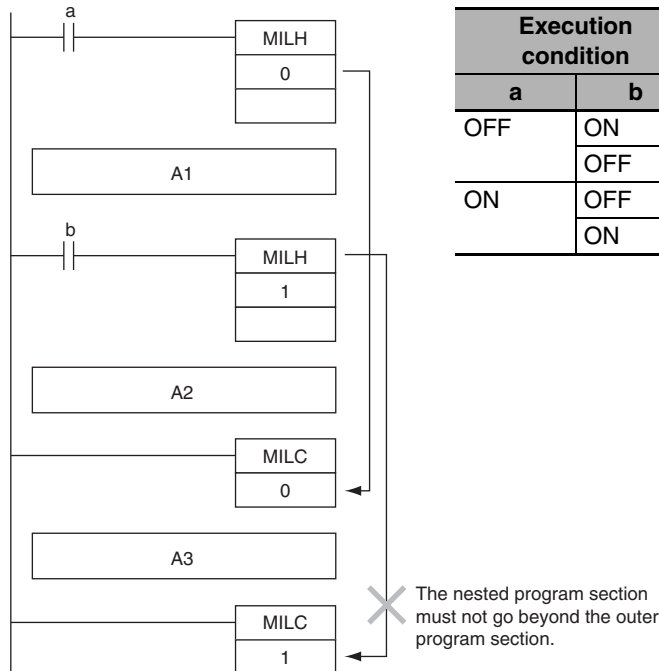 a
MILH
0
A1
b
MILH
1
A2
MILC
0
A3
MILC
1
Execution condition
a b
OFF ON
OFF
ON OFF
ON
The nested program section
must not go beyond the outer
program section.